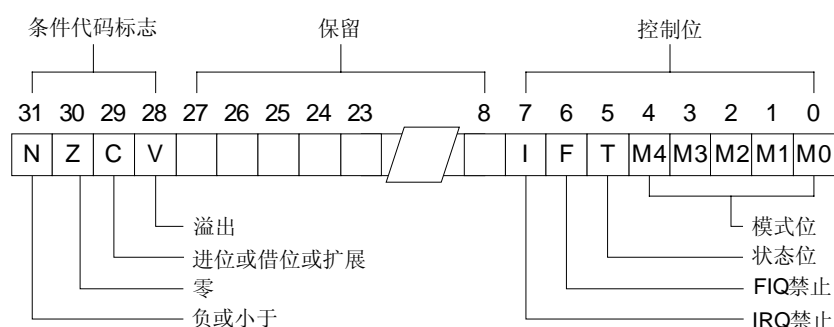 条件代码标志 保留 控制位
31 30 29 28 27 26 25 24 23 8 7 6 5 4 3 2 1 0
N Z C V I F T M4 M3 M2 M1 M0
溢出 模式位
进位或借位或扩展 状态位
零 FIQ禁止
负或小于 IRQ禁止